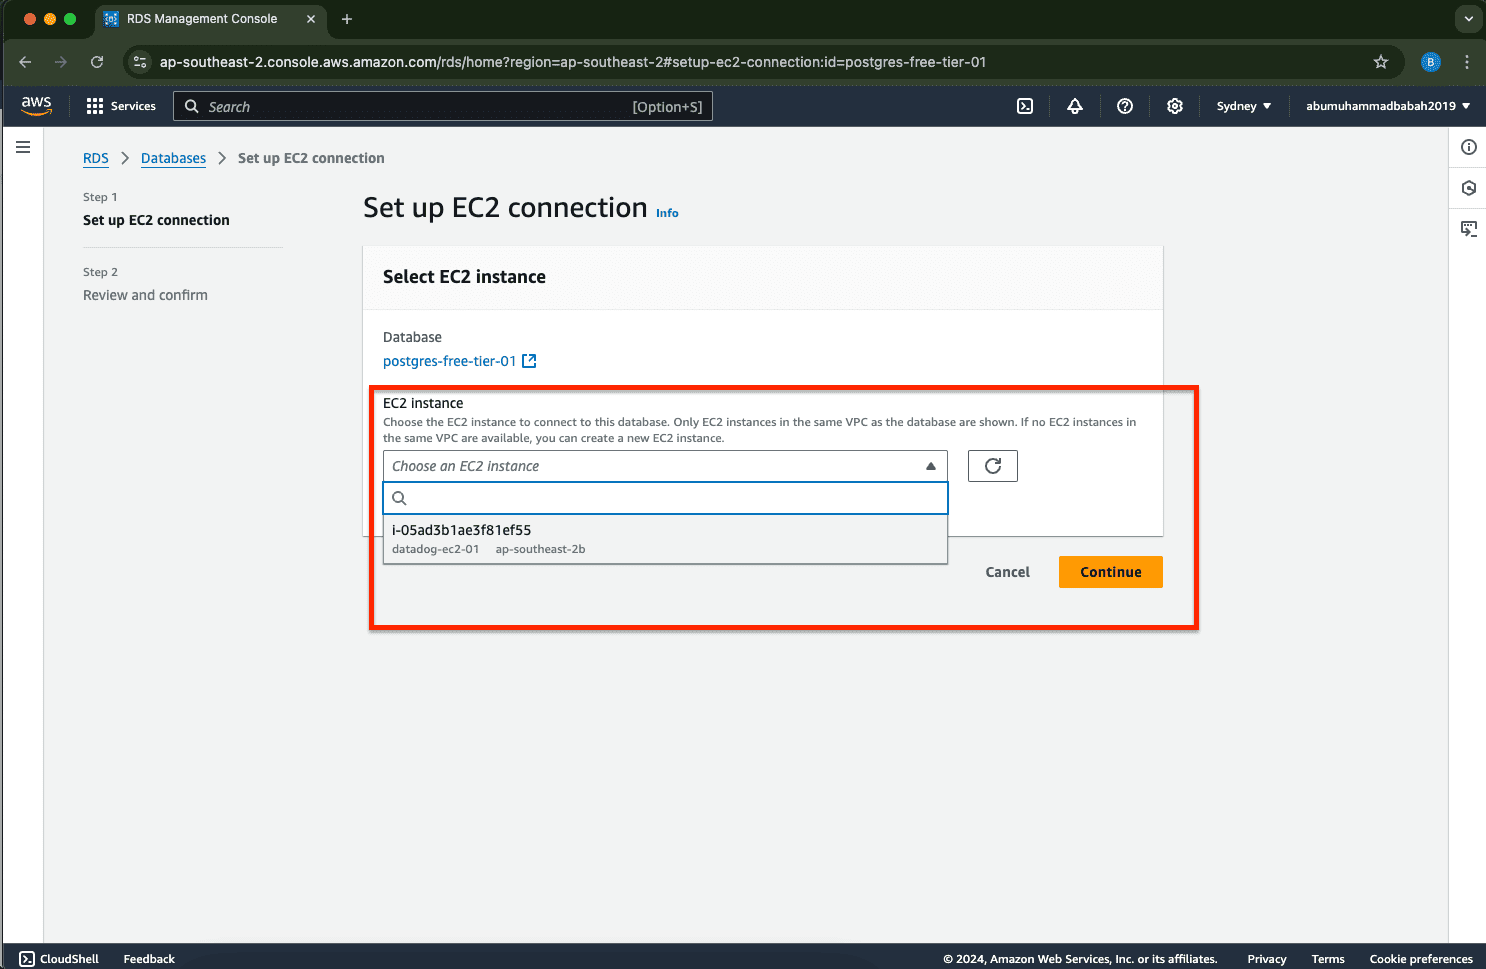 RDS Management Console
ap-southeast-2.console.aws.amazon.com/rds/home?region=ap-southeast-2#setup-ec2-connection:id=postgres-free-tier-01
B
aws
Services
Search
[Option+S]
Sydney
abumuhammadbabah2019
RDS
Databases
Set up EC2 connection
Step 1
Set up EC2 connection
Step 2
Review and confirm
Set up EC2 connection Info
Select EC2 instance
Database
postgres-free-tier-01
EC2 instance
Choose the EC2 instance to connect to this database. Only EC2 instances in the same VPC as the database are shown. If no EC2 instances in
the same VPC are available, you can create a new EC2 instance.
Choose an EC2 instance
i-05ad3b1ae3f81ef55
datadog-ec2-01 ap-southeast-2b
Cancel
Continue
CloudShell
Feedback
© 2024, Amazon Web Services, Inc. or its affiliates.
Privacy
Terms
Cookie preferences